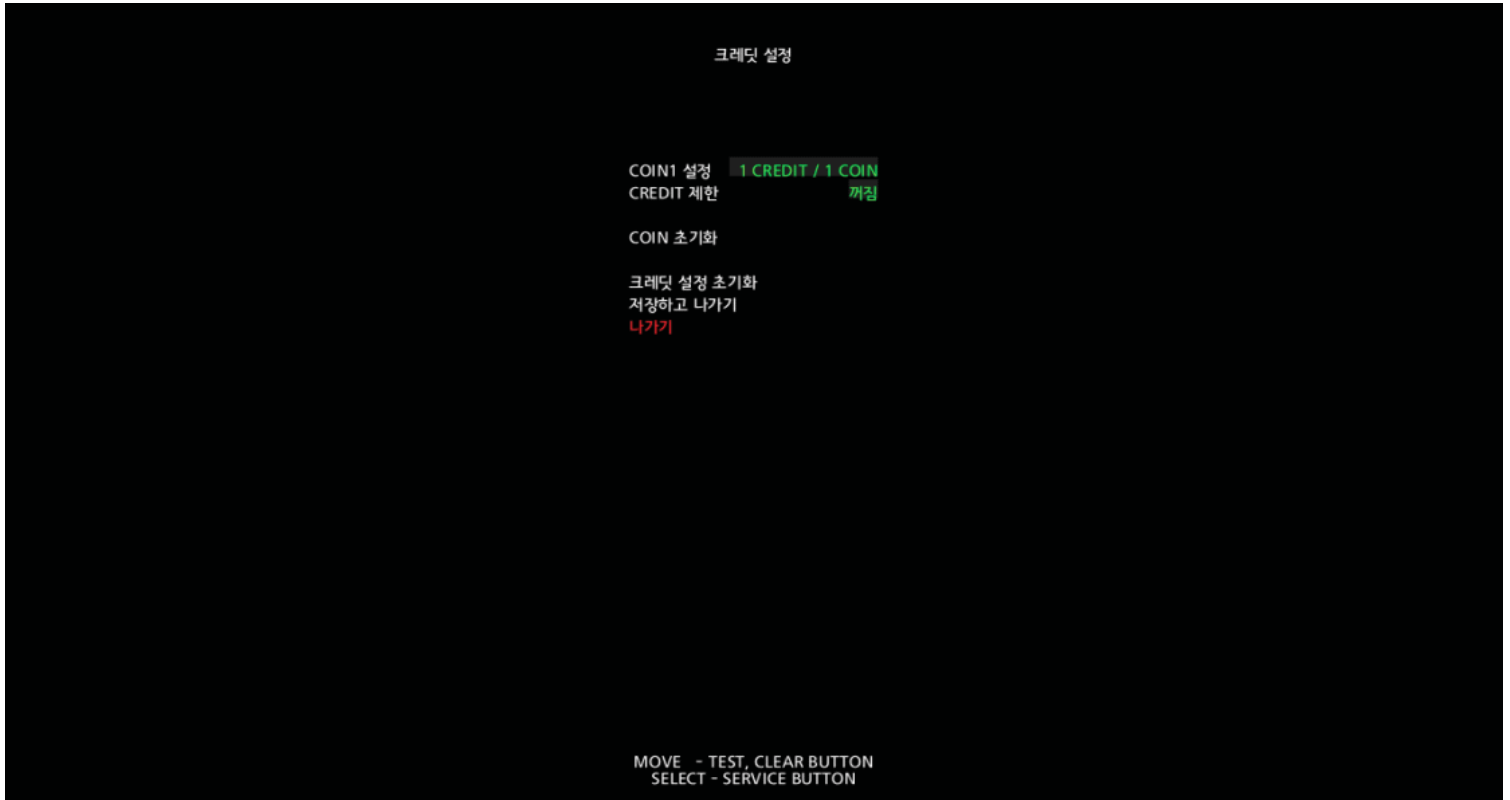 크레딧 설정
COIN1 설정 1 CREDIT / 1 COIN
CREDIT 제한 꺼짐
COIN 초기화
크레딧 설정 초기화
저장하고 나가기
나가기
MOVE - TEST, CLEAR BUTTON
SELECT - SERVICE BUTTON